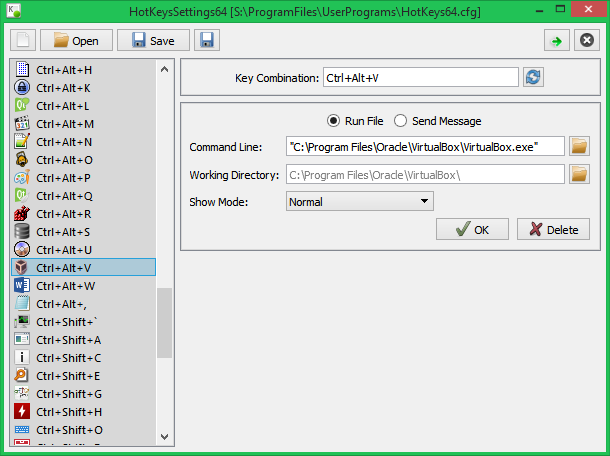 HotKeysSettings64 [S:\ProgramFiles\UserPrograms\HotKeys64.cfg]
Open
Save
Ctrl+Alt+H
Ctrl+Alt+K
Ctrl+Alt+L
Ctrl+Alt+M
Ctrl+Alt+N
Ctrl+Alt+O
Ctrl+Alt+P
Ctrl+Alt+Q
Ctrl+Alt+R
Ctrl+Alt+S
Ctrl+Alt+U
Ctrl+Alt+V
Ctrl+Alt+W
Ctrl+Alt+,
Ctrl+Shift+`
Ctrl+Shift+A
Ctrl+Shift+C
Ctrl+Shift+E
Ctrl+Shift+G
Ctrl+Shift+H
Ctrl+Shift+O
Key Combination: Ctrl+Alt+V
Run File Send Message
Command Line: "C:\Program Files\Oracle\VirtualBox\VirtualBox.exe"
Working Directory: C:\Program Files\Oracle\VirtualBox\
Show Mode: Normal
OK Delete